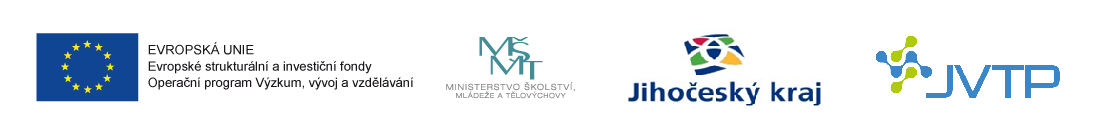 EVROPSKÁ UNIE
Evropské strukturální a investiční fondy
Operační program Výzkum, vývoj a vzdělávání
MŠMT
MINISTERSTVO ŠKOLSTVÍ,
MLÁDEŽE A TĚLOVÝCHOVY
Jihočeský kraj
JVTP